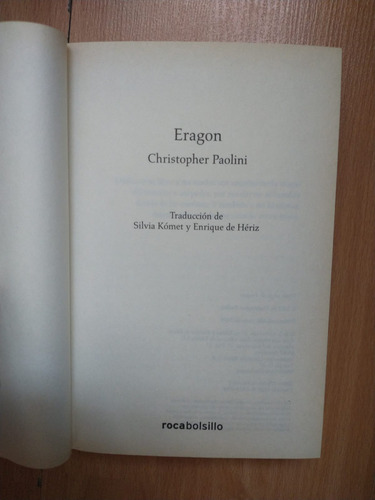 Eragon
Christopher Paolini
Traducción de
Silvia Kómet y Enrique de Hériz
rocabolsillo